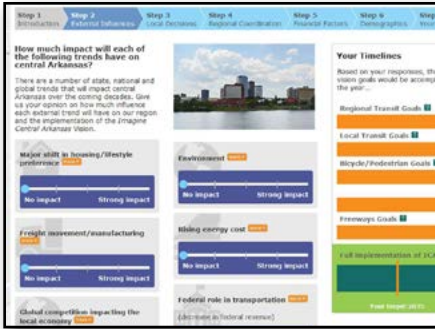 Step 1
Introduction
Step 2
External Influences
Step 3
Local Decisions
Step 4
Regional Coordination
Step 5
Financial Factors
Step 6
Demographics
Step
How much impact will each of
the following trends have on
central Arkansas?
There are a number of state, national and
global trends that will impact central
Arkansas over the coming decades. Give
us your opinion on how much influence
each external trend will have on our region
and the implementation of the Imagine
Central Arkansas Vision.
Major shift in housing/lifestyle
preference
No impact
Strong impact
Freight movement/manufacturing
No impact
Strong impact
Global competition impacting the
local economy
Environment
No impact
Strong impact
Rising energy cost
No impact
Strong impact
Federal role in transportation
(decrease in federal revenue)
Your Timelines
Based on your responses, th
vision goals would be accompl
the year...
Regional Transit Goals
Local Transit Goals
Bicycle/Pedestrian Goals
Freeways Goals
Full Implementation of ICA
Your target 2035